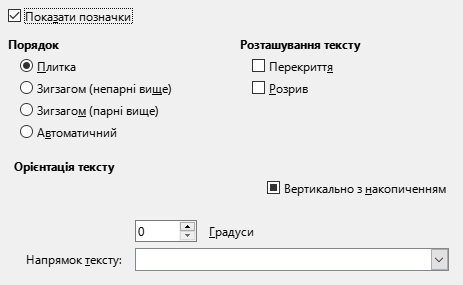 Показати позначки
Порядок
Плитка
Зигзагом (непарні вище)
Зигзагом (парні вище)
Автоматичний
Розташування тексту
Перекриття
Розрив
Орієнтація тексту
Вертикально з накопиченням
0 Градуси
Напрямок тексту: